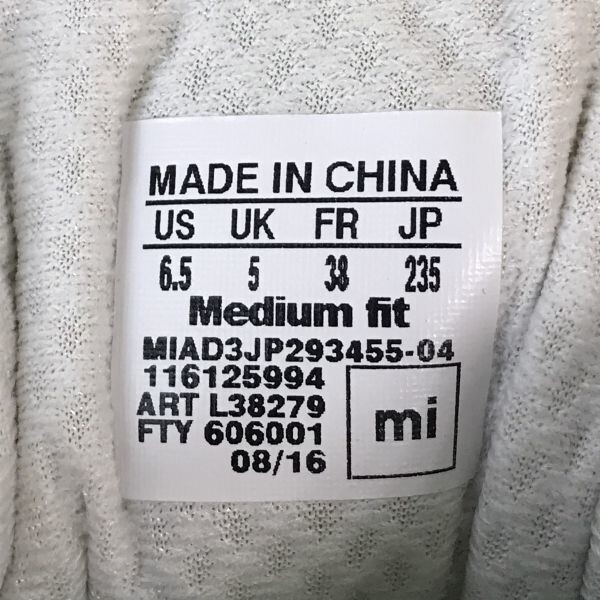 MADE IN CHINA
US UK FR JP
6.5 5 38 235
Medium fit
MIAD3JP293455-04
116125994
ART L38279
FTY 606001
08/16
mi